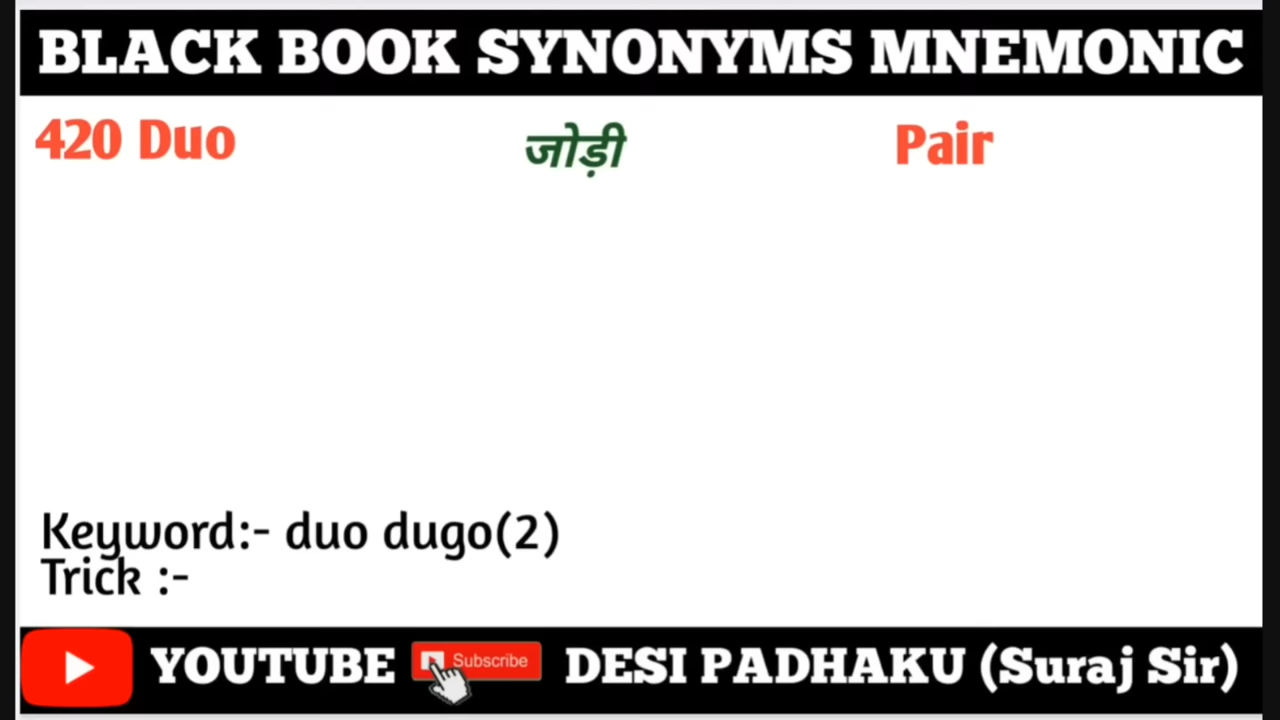 BLACK BOOK SYNONYMS MNEMONIC
420 Duo जोड़ी Pair
Keyword:- duo dugo(2)
Trick :-
YOUTUBE Subscribe DESI PADHAKU (Suraj Sir)